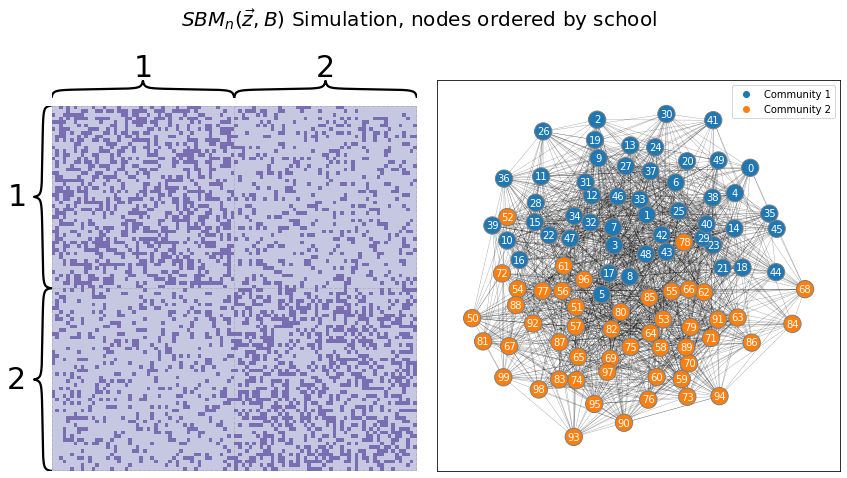 SBMₙ(z⃗, B) Simulation, nodes ordered by school
1 2
1
2
Community 1
Community 2
30
2 41
26
19 13 24
9 27 37 20 49 0
36 11 31 6
12 46 33 38 4
28 34 1 25 35
52 15 32 7 40 14 45
39 22 47 42 29
10 3 78 23
16 48 43
61 17 8 21 18 44
72 96
54 77 56 5 85 55 66 62 68
88 51 80
50 92 57 82 53 79 91 63 84
81 67 87 75 64 58 89 71 86
65 69 70
99 83 74 97 60 59
98 95 76 73 94
90
93